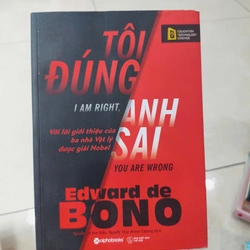 TÔI
ĐÚNG
I AM RIGHT,
ANH
SAI
YOU ARE WRONG
Với lời giới thiệu của
ba nhà Vật lý
được giải Nobel
Edward de
BONO
alphabooks